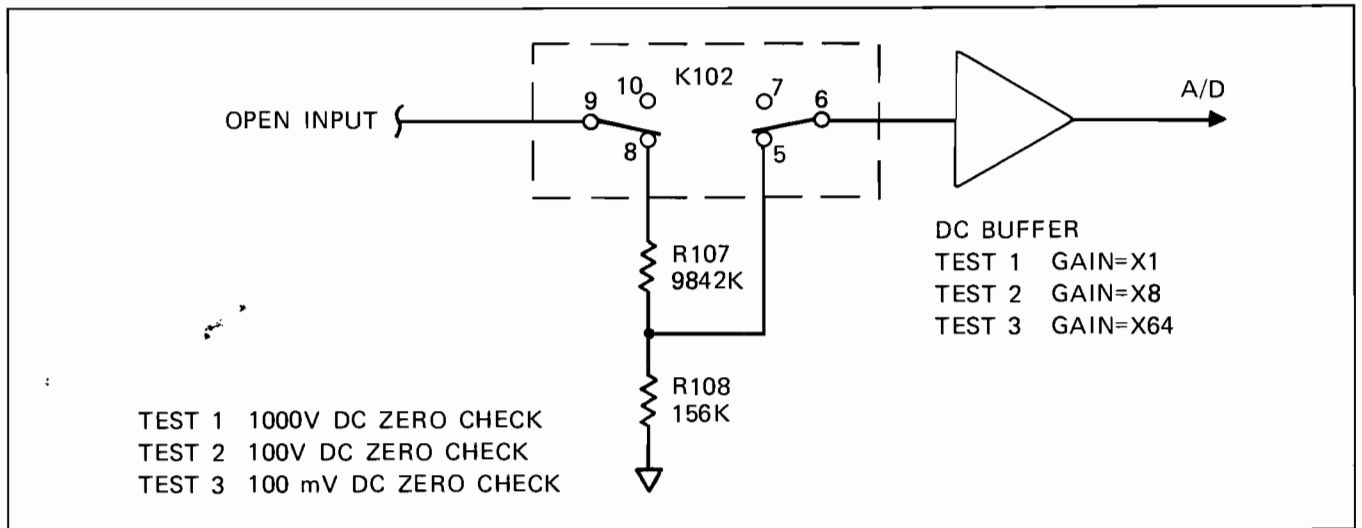 K102
10
7
9
6
A/D
OPEN INPUT
8
5
R107
9842K
DC BUFFER
TEST 1 GAIN=X1
TEST 2 GAIN=X8
TEST 3 GAIN=X64
R108
156K
TEST 1 1000V DC ZERO CHECK
TEST 2 100V DC ZERO CHECK
TEST 3 100 mV DC ZERO CHECK